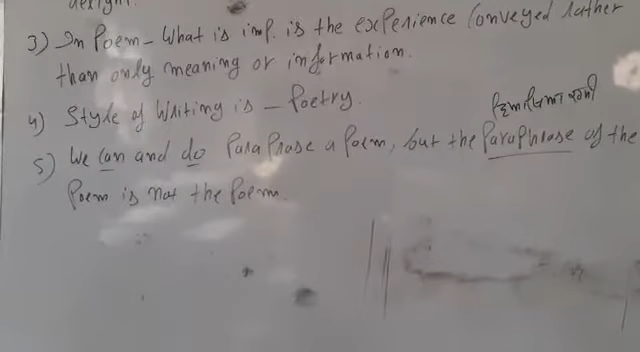 delight.
3) In Poem - What is imp. is the experience Conveyed rather
than only meaning or information.
4) Style of Writing is - Poetry.
5) We can and do ParaPhase a Poem, but the ParaPhrase of the
Poem is not the Poem.